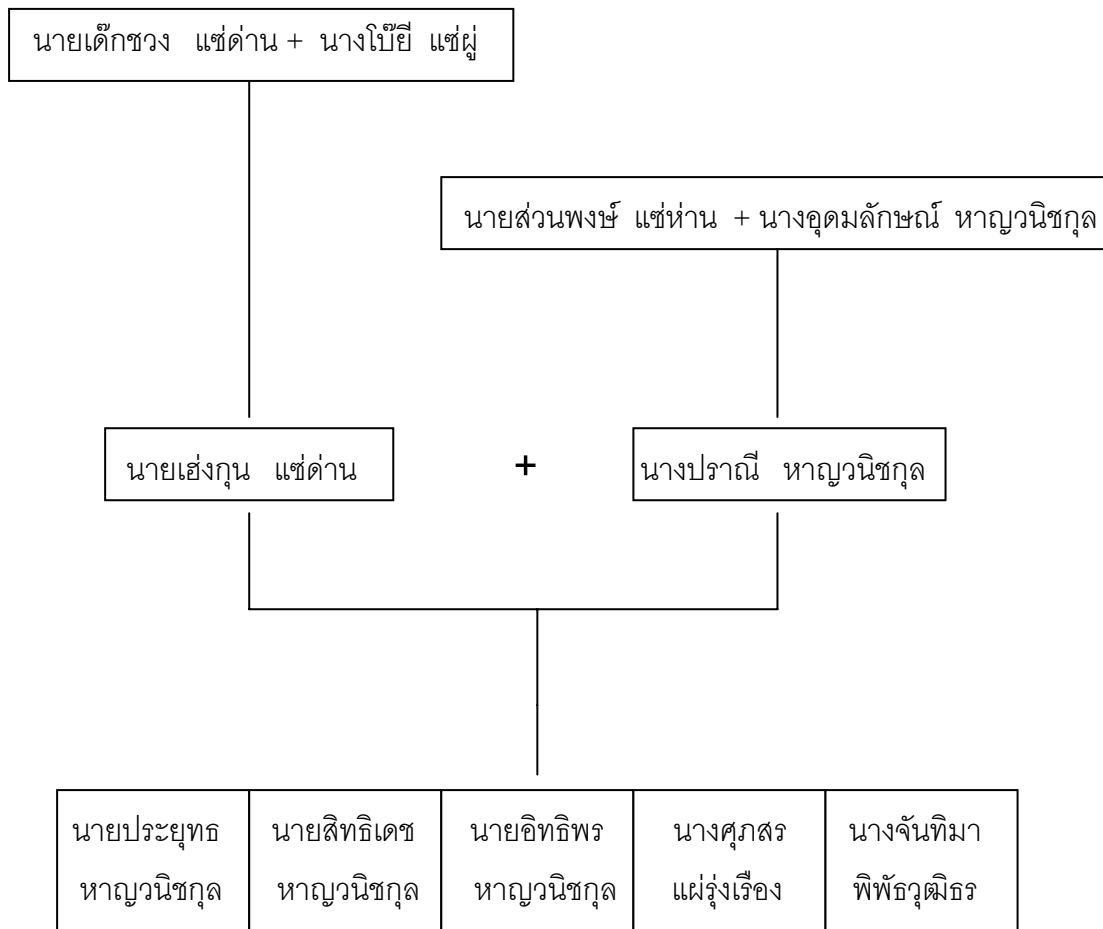 นายเด๊กชวง แซ่ด่าน + นางโบ๊ยี แซ่ผู่
นายส่วนพงษ์ แซ่ห่าน + นางอุดมลักษณ์ หาญวนิชกุล
นายเฮ่งกุน แซ่ด่าน + นางปราณี หาญวนิชกุล
นายประยุทธ
หาญวนิชกุล
นายสิทธิเดช
หาญวนิชกุล
นายอิทธิพร
หาญวนิชกุล
นางศุภสร
แผ่รุ่งเรือง
นางจันทิมา
พิพัธวุฒิธร